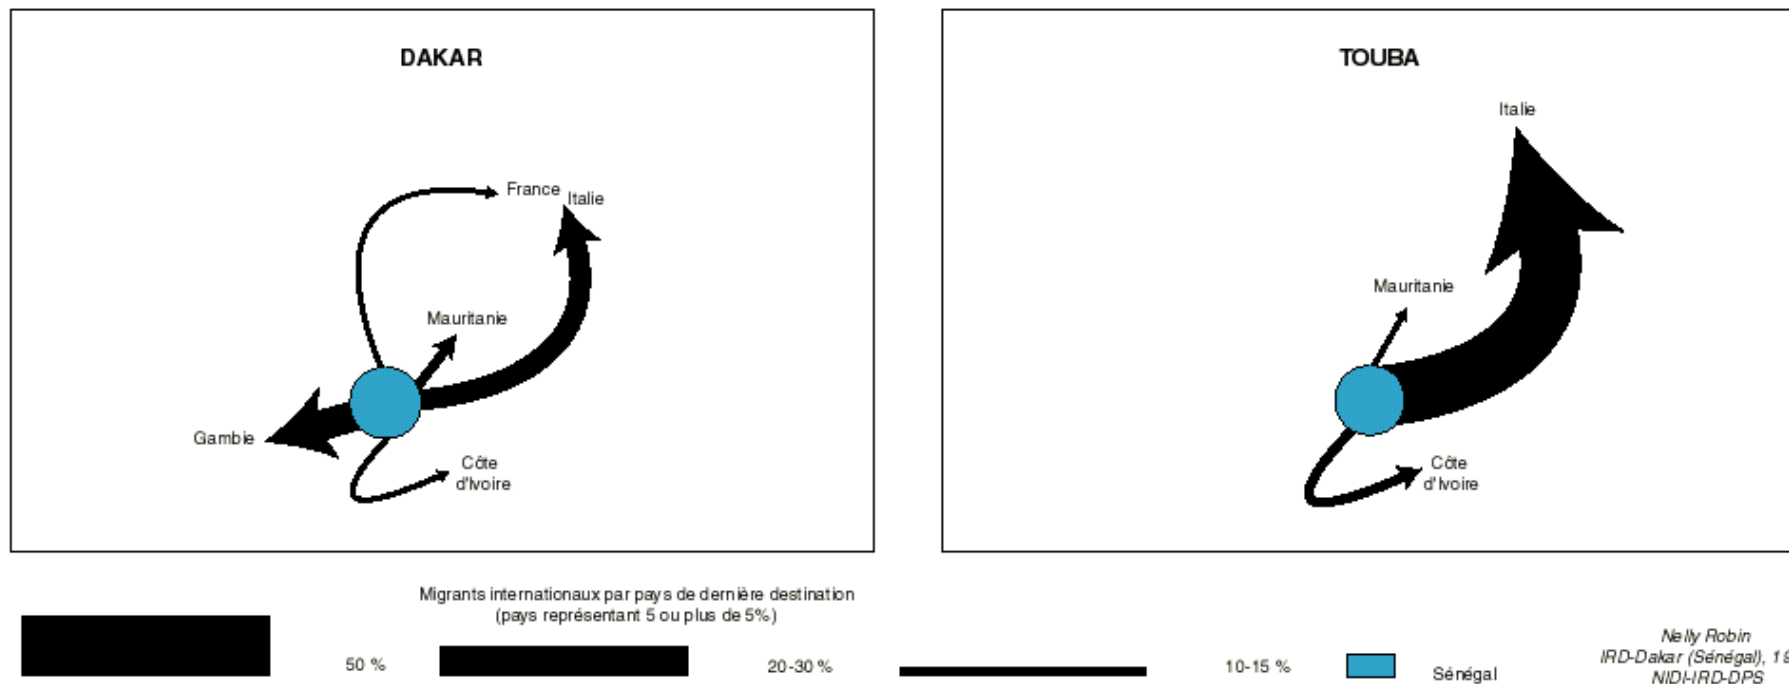 DAKAR
France
Italie
Mauritanie
Gambie
Côte
d'Ivoire
TOUBA
Italie
Mauritanie
Côte
d'Ivoire
Migrants internationaux par pays de dernière destination
(pays représentant 5 ou plus de 5%)
50 %
20-30 %
10-15 %
Sénégal
Nelly Robin
IRD-Dakar (Sénégal),
NIDI-IRD-DPS